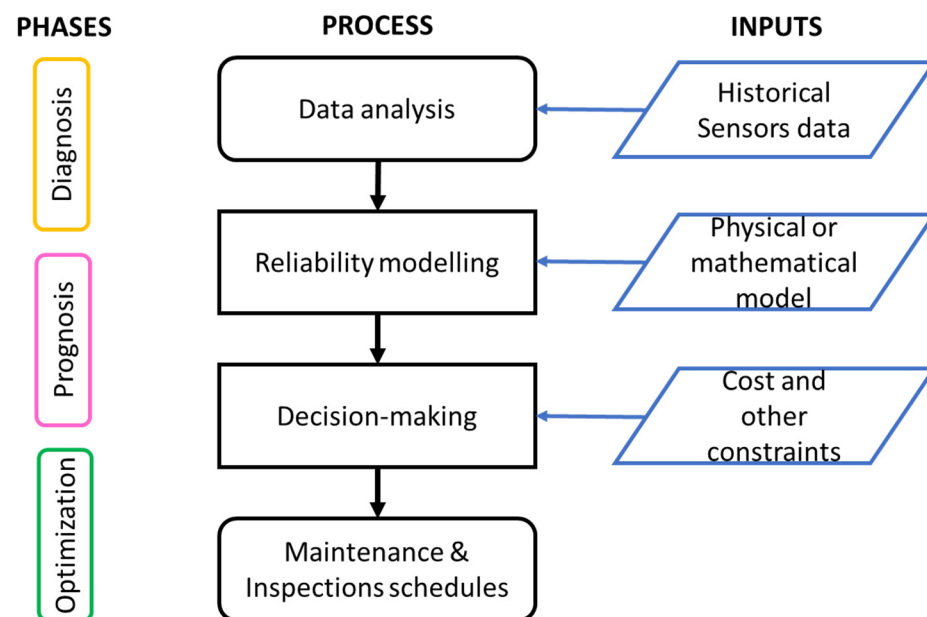 PHASES
PROCESS
INPUTS
Diagnosis
Data analysis
Historical
Sensors data
Prognosis
Reliability modelling
Physical or
mathematical
model
Optimization
Decision-making
Cost and
other
constraints
Maintenance &
Inspections schedules